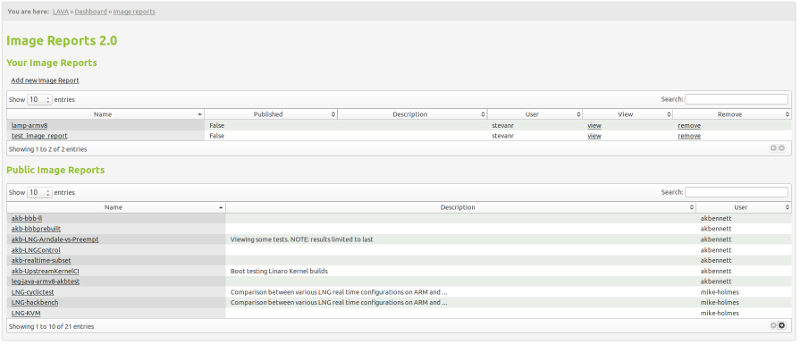 You are here: LAVA » Dashboard » Image reports
Image Reports 2.0
Your Image Reports
Add new Image Report
Show 10 entries Search:
Name Published Description User View Remove
lamp-armv8 False stevanr view remove
test_image_report False stevanr view remove
Showing 1 to 2 of 2 entries
Public Image Reports
Show 10 entries Search:
Name Description User
akb-bbb-ll akbennett
akb-bbbprebuilt akbennett
akb-LNG-Arndale-vs-Preempt Viewing some tests. NOTE: results limited to last akbennett
akb-LNGControl akbennett
akb-realtime-subset akbennett
akb-UpstreamKernelCI Boot testing Linaro Kernel builds akbennett
leg-java-armv8-akbtest akbennett
LNG-cyclictest Comparison between various LNG real time configurations on ARM and ... mike-holmes
LNG-hackbench Comparison between various LNG real time configurations on ARM and ... mike-holmes
LNG-KVM mike-holmes
Showing 1 to 10 of 21 entries